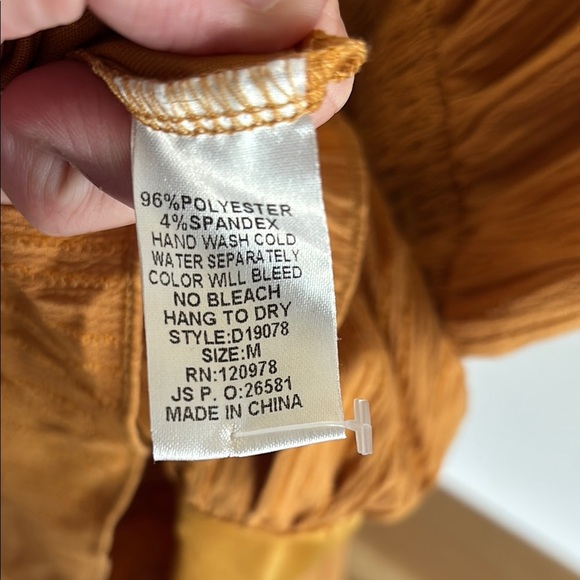 96%POLYESTER
4%SPANDEX
HAND WASH COLD
WATER SEPARATELY
COLOR WILL BLEED
NO BLEACH
HANG TO DRY
STYLE:D19078
SIZE:M
RN:120978
JS P. O:26581
MADE IN CHINA